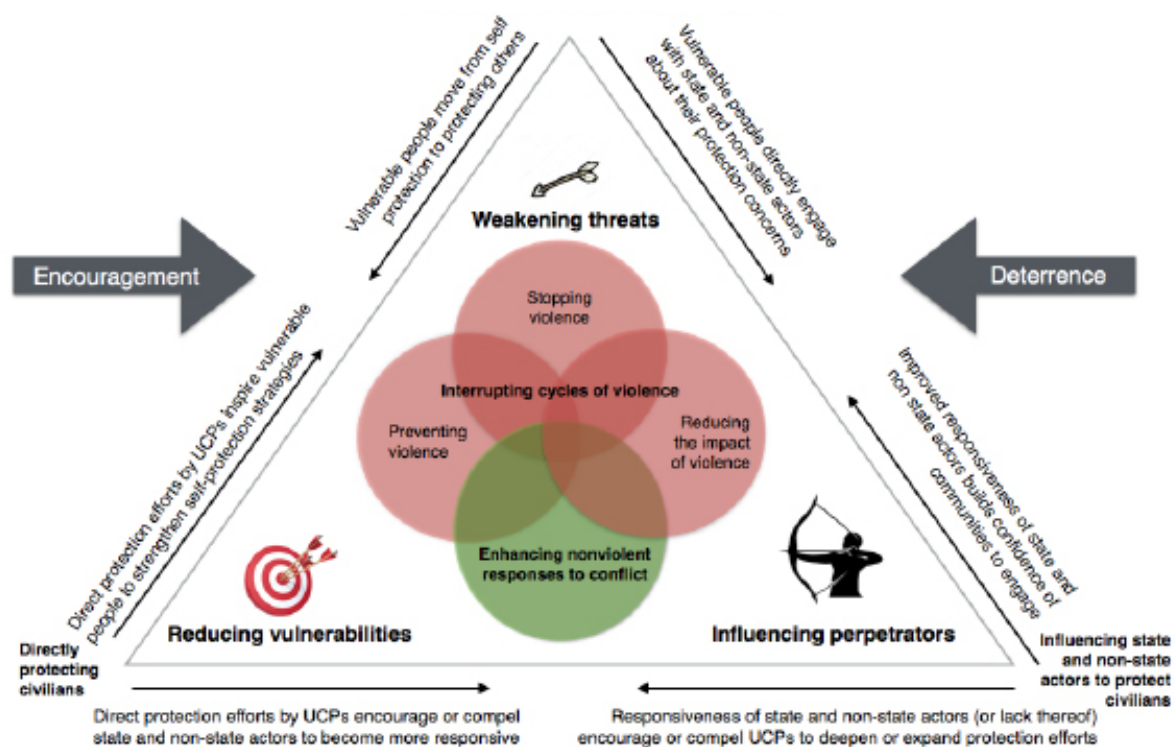 Vulnerable people move from self
protection to protecting others
Vulnerable people directly engage
with state and non-state actors
about their protection concerns
Weakening threats
Encouragement
Deterrence
Stopping
violence
Interrupting cycles of violence
Preventing
violence
Reducing
the impact
of violence
Enhancing nonviolent
responses to conflict
Direct protection efforts by UCPs inspire vulnerable
people to strengthen self-protection strategies
Improved responsiveness of state and
non state actors builds confidence of
communities to engage
Reducing vulnerabilities
Influencing perpetrators
Directly
protecting
civilians
Influencing state
and non-state
actors to protect
civilians
Direct protection efforts by UCPs encourage or compel
state and non-state actors to become more responsive
Responsiveness of state and non-state actors (or lack thereof)
encourage or compel UCPs to deepen or expand protection efforts